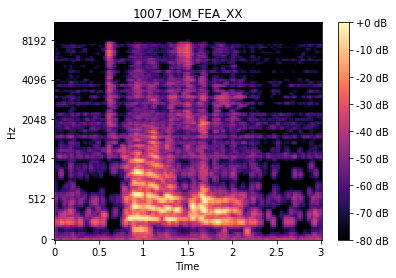 1007_IOM_FEA_XX
8192
4096
2048
1024
512
0
Hz
0 0.5 1 1.5 2 2.5 3
Time
+0 dB
-10 dB
-20 dB
-30 dB
-40 dB
-50 dB
-60 dB
-70 dB
-80 dB